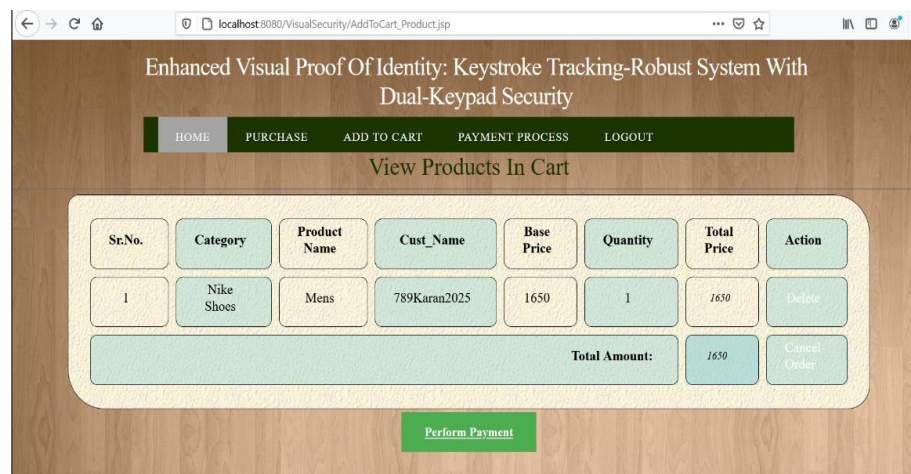 localhost:8080/VisualSecurity/AddToCart_Product.jsp
Enhanced Visual Proof Of Identity: Keystroke Tracking-Robust System With
Dual-Keypad Security
HOME PURCHASE ADD TO CART PAYMENT PROCESS LOGOUT
View Products In Cart
Sr.No. Category Product Name Cust_Name Base Price Quantity Total Price Action
1 Nike Shoes Mens 789Karan2025 1650 1 1650 Delete
Total Amount: 1650 Cancel Order
Perform Payment